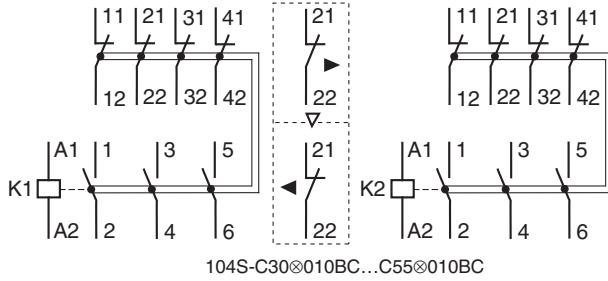 11 21 31 41 21 11 21 31 41
12 22 32 42 22 12 22 32 42
A1 1 3 5 21 A1 1 3 5
K1 K2
A2 2 4 6 22 A2 2 4 6
104S-C30⊗010BC...C55⊗010BC